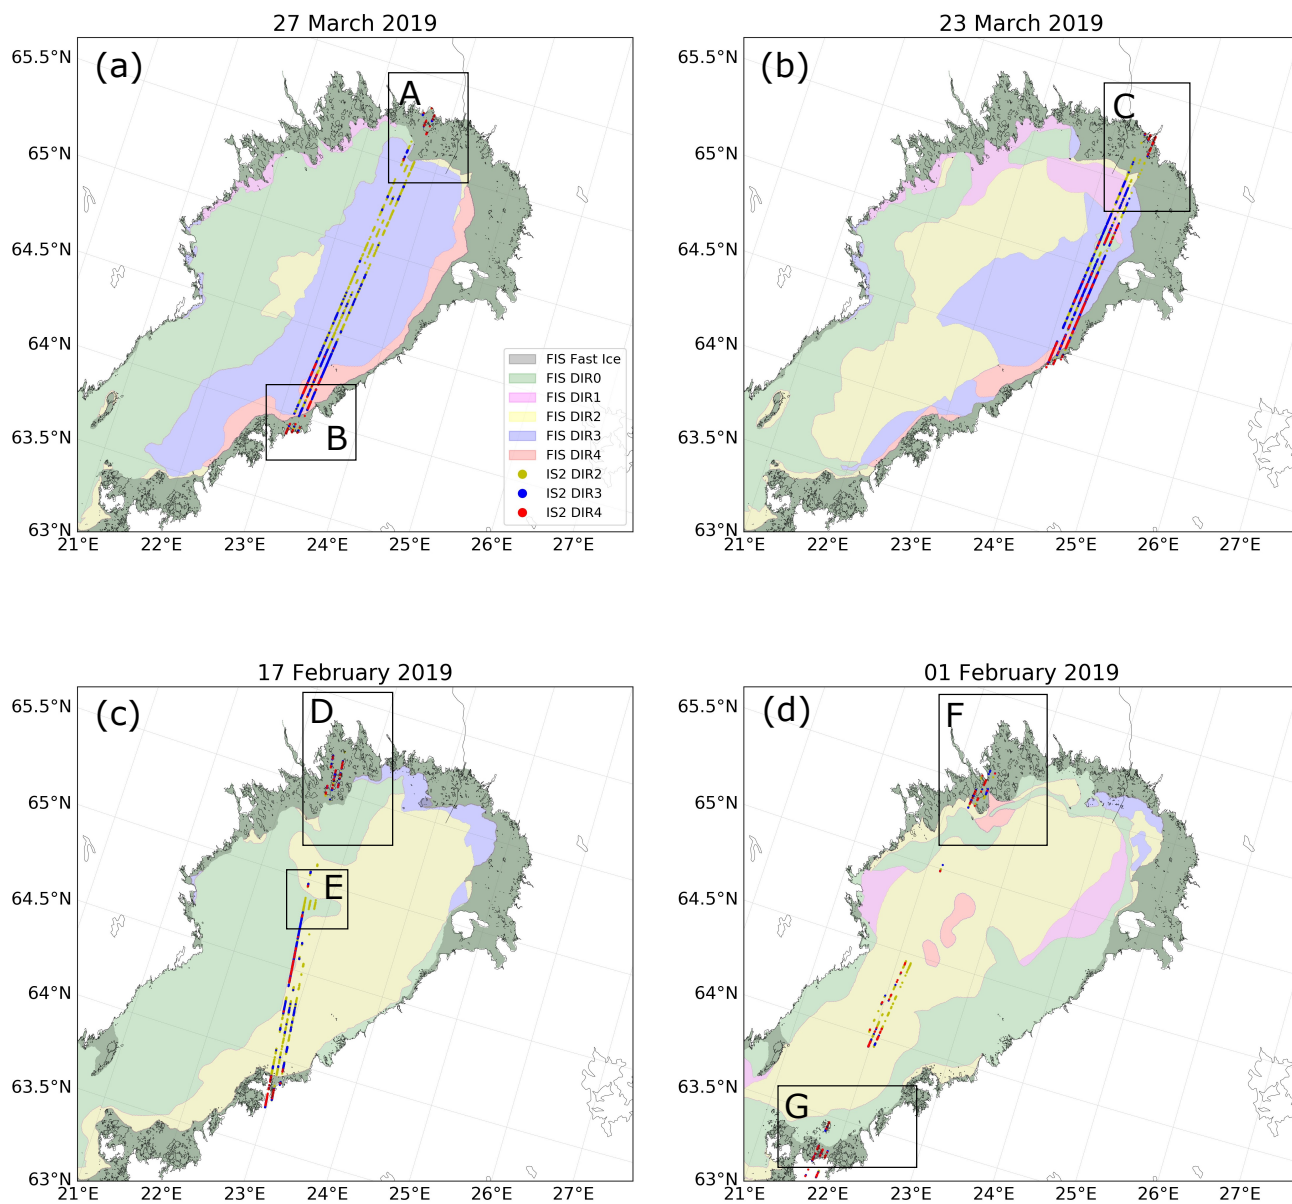 27 March 2019
(a)
A
B
65.5°N
65°N
64.5°N
64°N
63.5°N
63°N
21°E 22°E 23°E 24°E 25°E 26°E 27°E
FIS Fast Ice
FIS DIR0
FIS DIR1
FIS DIR2
FIS DIR3
FIS DIR4
IS2 DIR2
IS2 DIR3
IS2 DIR4
23 March 2019
(b)
C
65.5°N
65°N
64.5°N
64°N
63.5°N
63°N
21°E 22°E 23°E 24°E 25°E 26°E 27°E
17 February 2019
(c)
D
E
65.5°N
65°N
64.5°N
64°N
63.5°N
63°N
21°E 22°E 23°E 24°E 25°E 26°E 27°E
01 February 2019
(d)
F
G
65.5°N
65°N
64.5°N
64°N
63.5°N
63°N
21°E 22°E 23°E 24°E 25°E 26°E 27°E